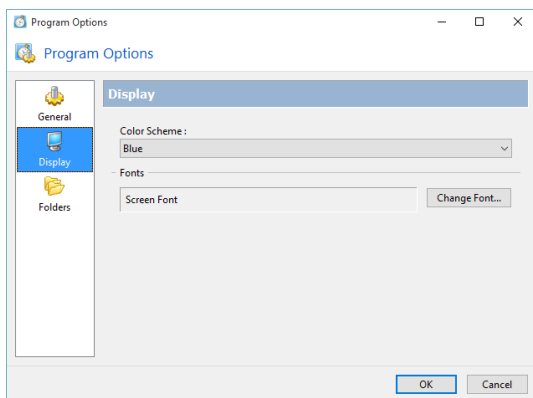 Program Options
Program Options
General
Display
Folders
Display
Color Scheme :
Blue
Fonts
Screen Font
Change Font...
OK
Cancel